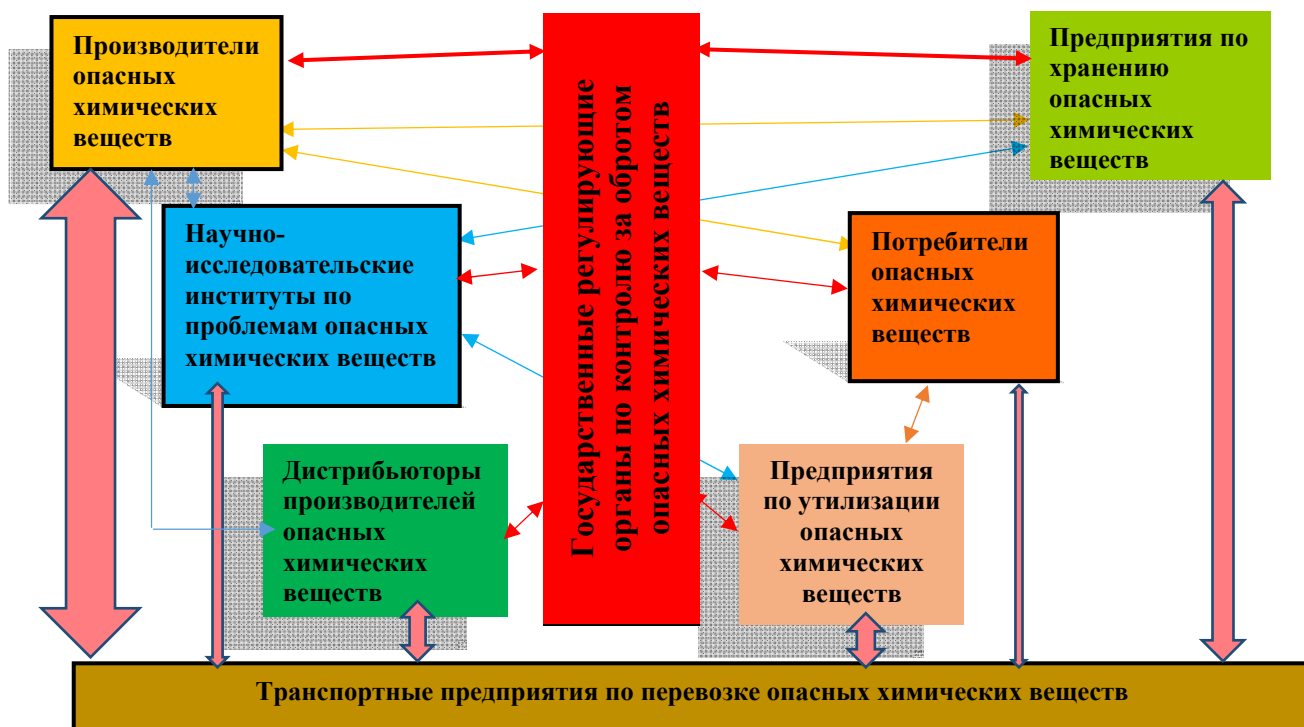 Производители
опасных
химических
веществ
Государственные регулирующие
органы по контролю за обротом
опасных химических веществ
Предприятия по
хранению
опасных
химических
веществ
Научно-
исследовательские
институты по
проблемам опасных
химических веществ
Потребители
опасных
химических
веществ
Дистрибьюторы
производителей
опасных
химических
веществ
Предприятия
по утилизации
опасных
химических
веществ
Транспортные предприятия по перевозке опасных химических веществ